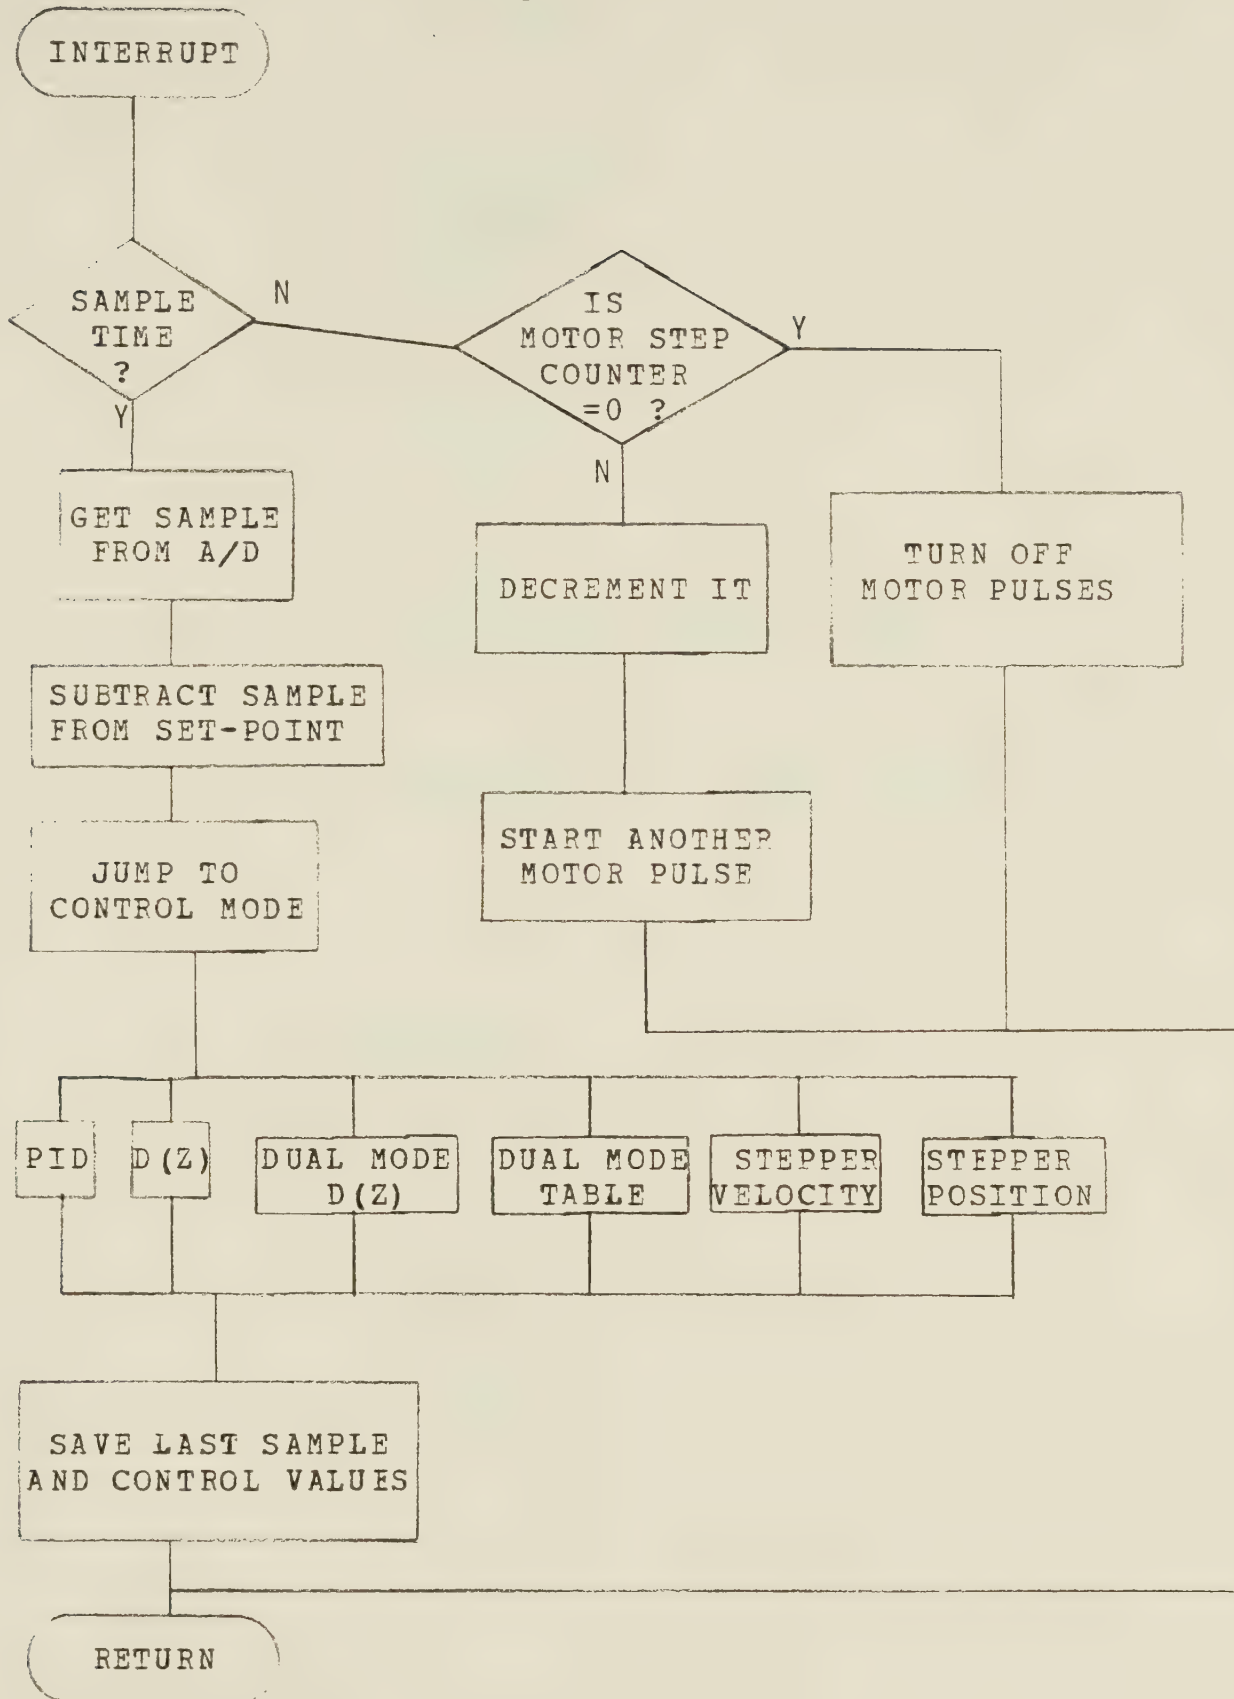 INTERRUPT
SAMPLE
TIME
?
N
Y
IS
MOTOR STEP
COUNTER
=0 ?
Y
N
GET SAMPLE
FROM A/D
DECREMENT IT
TURN OFF
MOTOR PULSES
SUBTRACT SAMPLE
FROM SET-POINT
START ANOTHER
MOTOR PULSE
JUMP TO
CONTROL MODE
PID
D(Z)
DUAL MODE
D(Z)
DUAL MODE
TABLE
STEPPER
VELOCITY
STEPPER
POSITION
SAVE LAST SAMPLE
AND CONTROL VALUES
RETURN